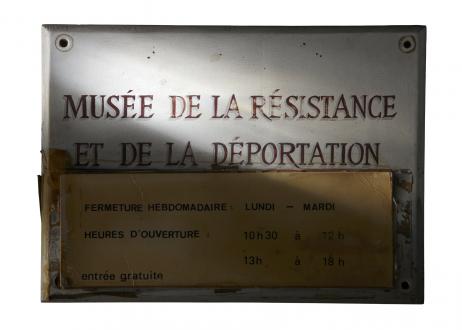 MUSÉE DE LA RÉSISTANCE
ET DE LA DÉPORTATION
FERMETURE HEBDOMADAIRE : LUNDI – MARDI
HEURES D'OUVERTURE : 10h30 à 12h
13h à 18h
entrée gratuite